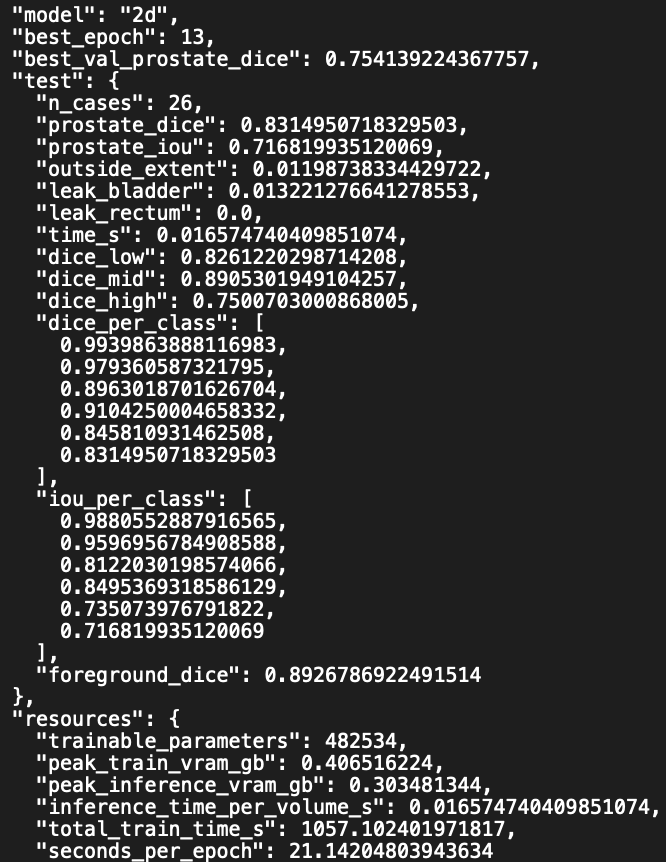 "model": "2d",
"best_epoch": 13,
"best_val_prostate_dice": 0.754139224367757,
"test": {
"n_cases": 26,
"prostate_dice": 0.8314950718329503,
"prostate_iou": 0.716819935120069,
"outside_extent": 0.01198738334429722,
"leak_bladder": 0.013221276641278553,
"leak_rectum": 0.0,
"time_s": 0.016574740409851074,
"dice_low": 0.8261220298714208,
"dice_mid": 0.8905301949104257,
"dice_high": 0.7500703000868005,
"dice_per_class": [
0.9939863888116983,
0.979360587321795,
0.8963018701626704,
0.9104250004658332,
0.845810931462508,
0.8314950718329503
],
"iou_per_class": [
0.9880552887916565,
0.9596956784908588,
0.8122030198574066,
0.8495369318586129,
0.735073976791822,
0.716819935120069
],
"foreground_dice": 0.8926786922491514
},
"resources": {
"trainable_parameters": 482534,
"peak_train_vram_gb": 0.406516224,
"peak_inference_vram_gb": 0.303481344,
"inference_time_per_volume_s": 0.016574740409851074,
"total_train_time_s": 1057.102401971817,
"seconds_per_epoch": 21.14204803943634